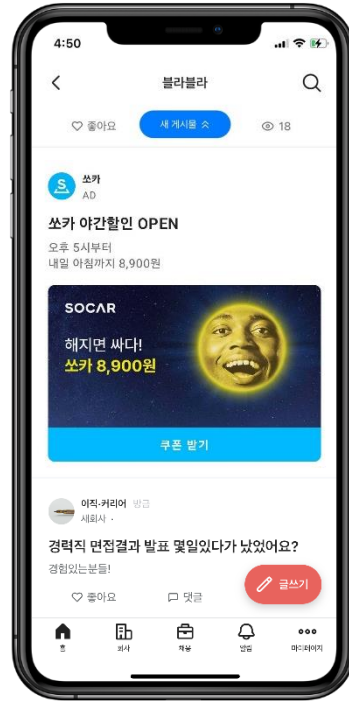 4:50
블라블라
좋아요
새 게시물
18
S
쏘카
AD
쏘카 야간할인 OPEN
오후 5시부터
내일 아침까지 8,900원
SOCAR
해지면 싸다!
쏘카 8,900원
쿠폰 받기
이직·커리어 방금
새회사 ·
경력직 면접결과 발표 몇일있다가 났었어요?
경험있는분들!
글쓰기
좋아요
댓글
홈
회사
채용
알림
마이페이지